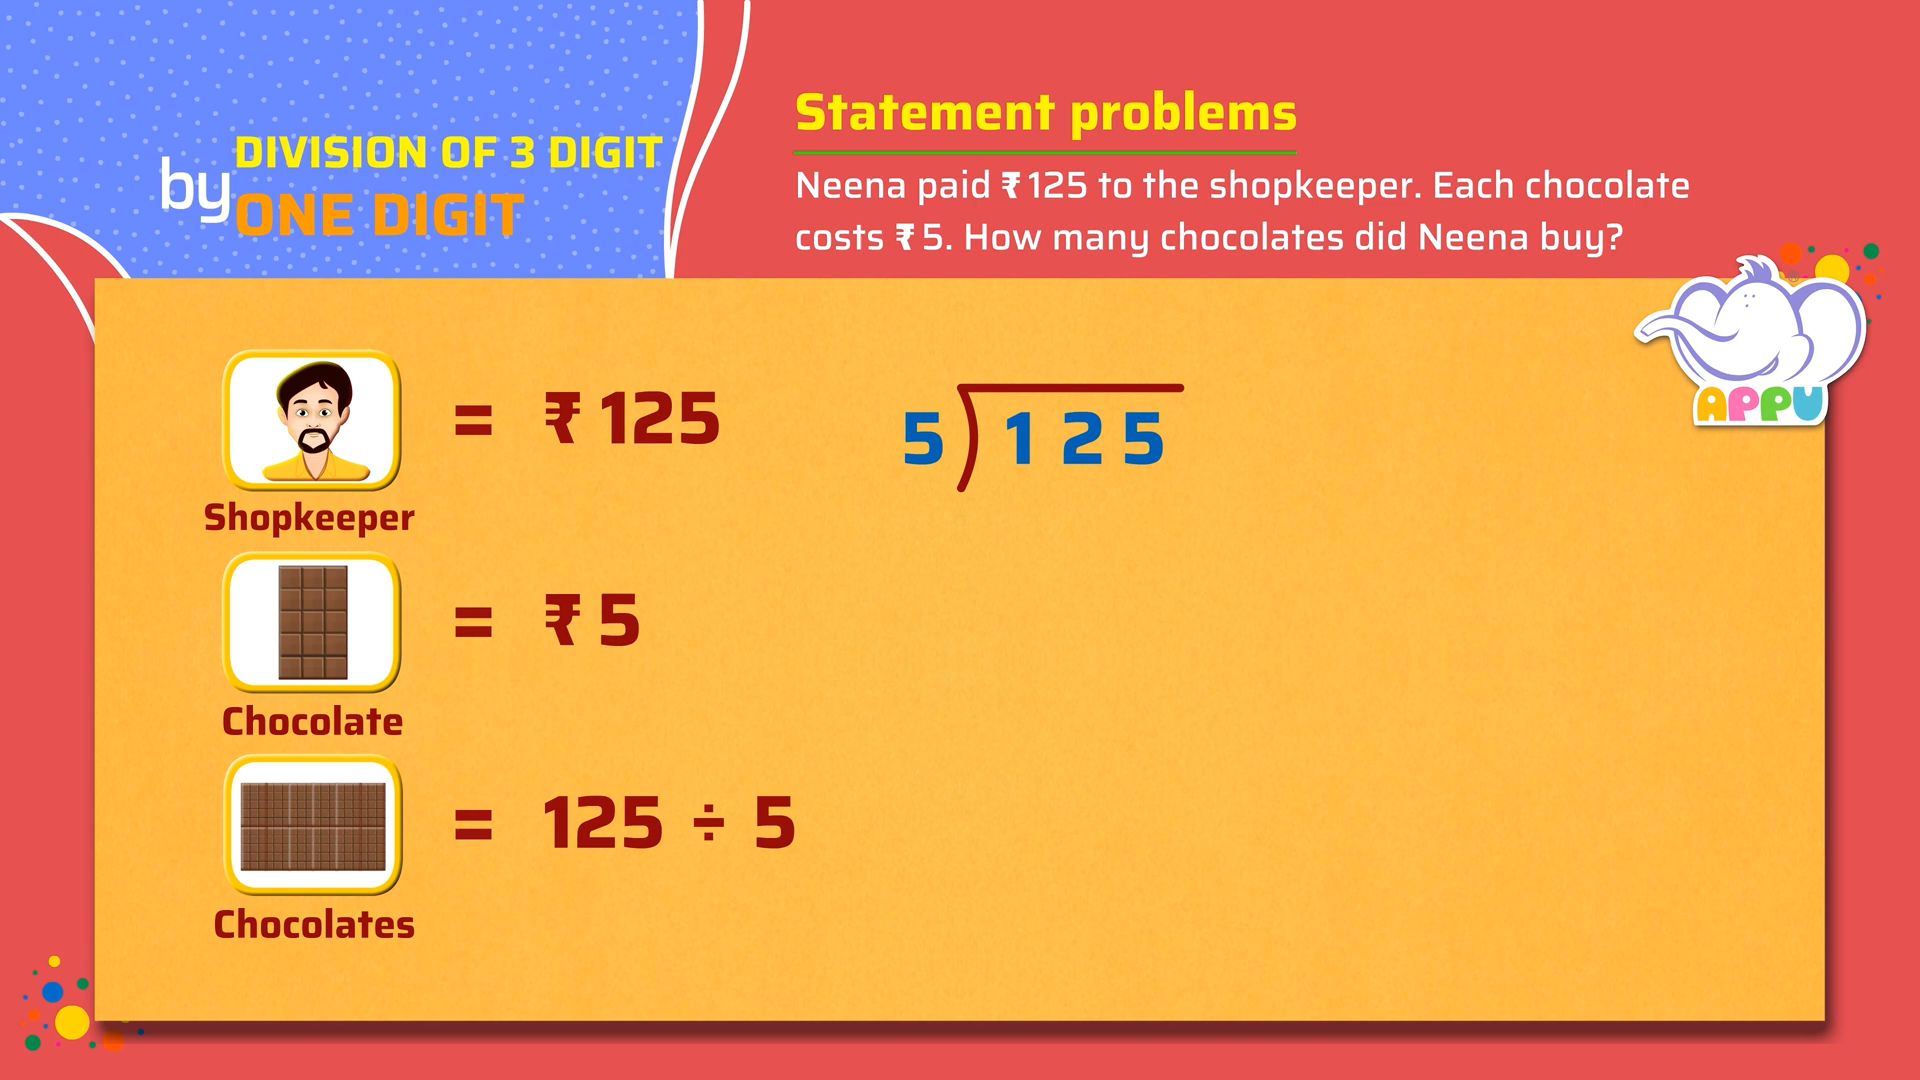 DIVISION OF 3 DIGIT
by ONE DIGIT
Statement problems
Neena paid ₹ 125 to the shopkeeper. Each chocolate
costs ₹ 5. How many chocolates did Neena buy?
APPU
= ₹ 125
Shopkeeper
= ₹ 5
Chocolate
= 125 ÷ 5
Chocolates
5 ) 1 2 5